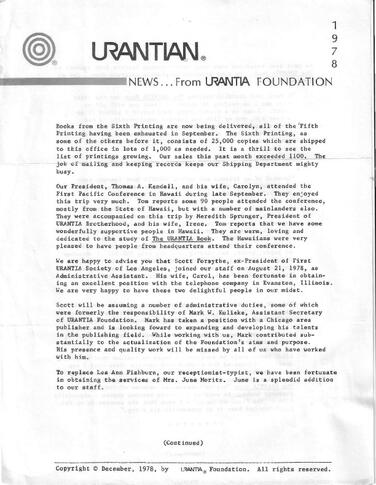 1
9
7
8
URANTIAN®
NEWS...From URANTIA FOUNDATION
Books from the Sixth Printing are now being delivered, all of the Fifth
Printing having been exhausted in September. The Sixth Printing, as
some of the others before it, consists of 25,000 copies which are shipped
to this office in lots of 1,000 as needed. It is a thrill to see the
list of printings growing. Our sales this past month exceeded 1100. The
job of mailing and keeping records keeps our Shipping Department mighty
busy.
Our President, Thomas A. Kendall, and his wife, Carolyn, attended the
First Pacific Conference in Hawaii during late September. They enjoyed
this trip very much. Tom reports some 90 people attended the conference,
mostly from the State of Hawaii, but with a number of mainlanders also.
They were accompanied on this trip by Meredith Sprunger, President of
URANTIA Brotherhood, and his wife, Irene. Tom reports that we have some
wonderfully supportive people in Hawaii. They are warm, loving and
dedicated to the study of The URANTIA Book. The Hawaiians were very
pleased to have people from headquarters attend their conference.
We are happy to advise you that Scott Forsythe, ex-President of First
URANTIA Society of Los Angeles, joined our staff on August 21, 1978, as
Administrative Assistant. His wife, Carol, has been fortunate in obtain-
ing an excellent position with the telephone company in Evanston, Illinois.
We are very happy to have these two delightful people in our midst.
Scott will be assuming a number of administrative duties, some of which
were formerly the responsibility of Mark W. Kulieke, Assistant Secretary
of URANTIA Foundation. Mark has taken a position with a Chicago area
publisher and is looking toward to expanding and developing his talents
in the publishing field. While working with us, Mark contributed sub-
stantially to the actualization of the Foundation's aims and purpose.
His presence and quality work will be missed by all of us who have worked
with him.
To replace Lee Ann Fishburn, our receptionist-typist, we have been fortunate
in obtaining the services of Mrs. June Moritz. June is a splendid addition
to our staff.
(Continued)
Copyright © December, 1978, by URANTIA® Foundation. All rights reserved.